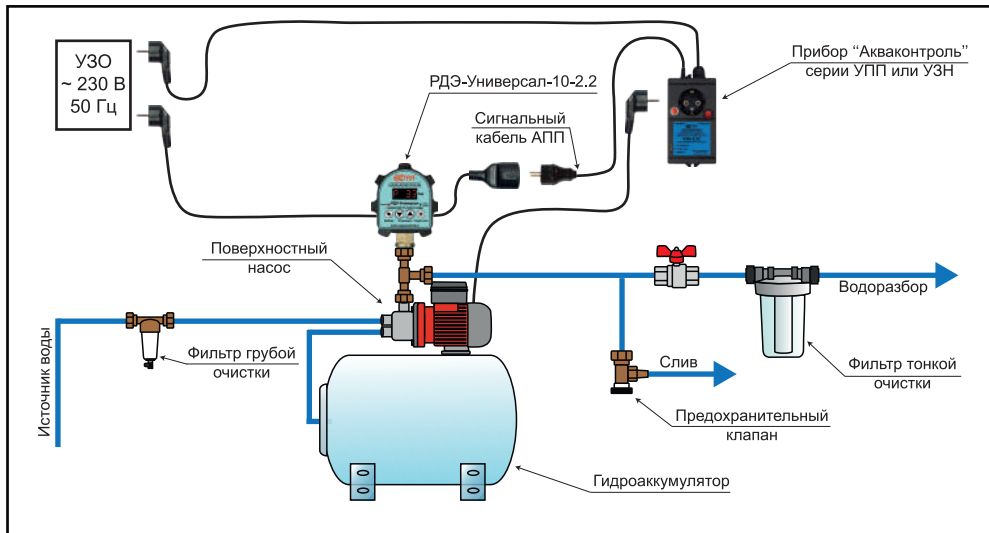 УЗО
~ 230 В
50 Гц
РДЭ-Универсал-10-2.2
Сигнальный
кабель АПП
Прибор “Акваконтроль”
серии УПП или УЗН
Поверхностный
насос
Водоразбор
Источник воды
Фильтр грубой
очистки
Слив
Фильтр тонкой
очистки
Предохранительный
клапан
Гидроаккумулятор